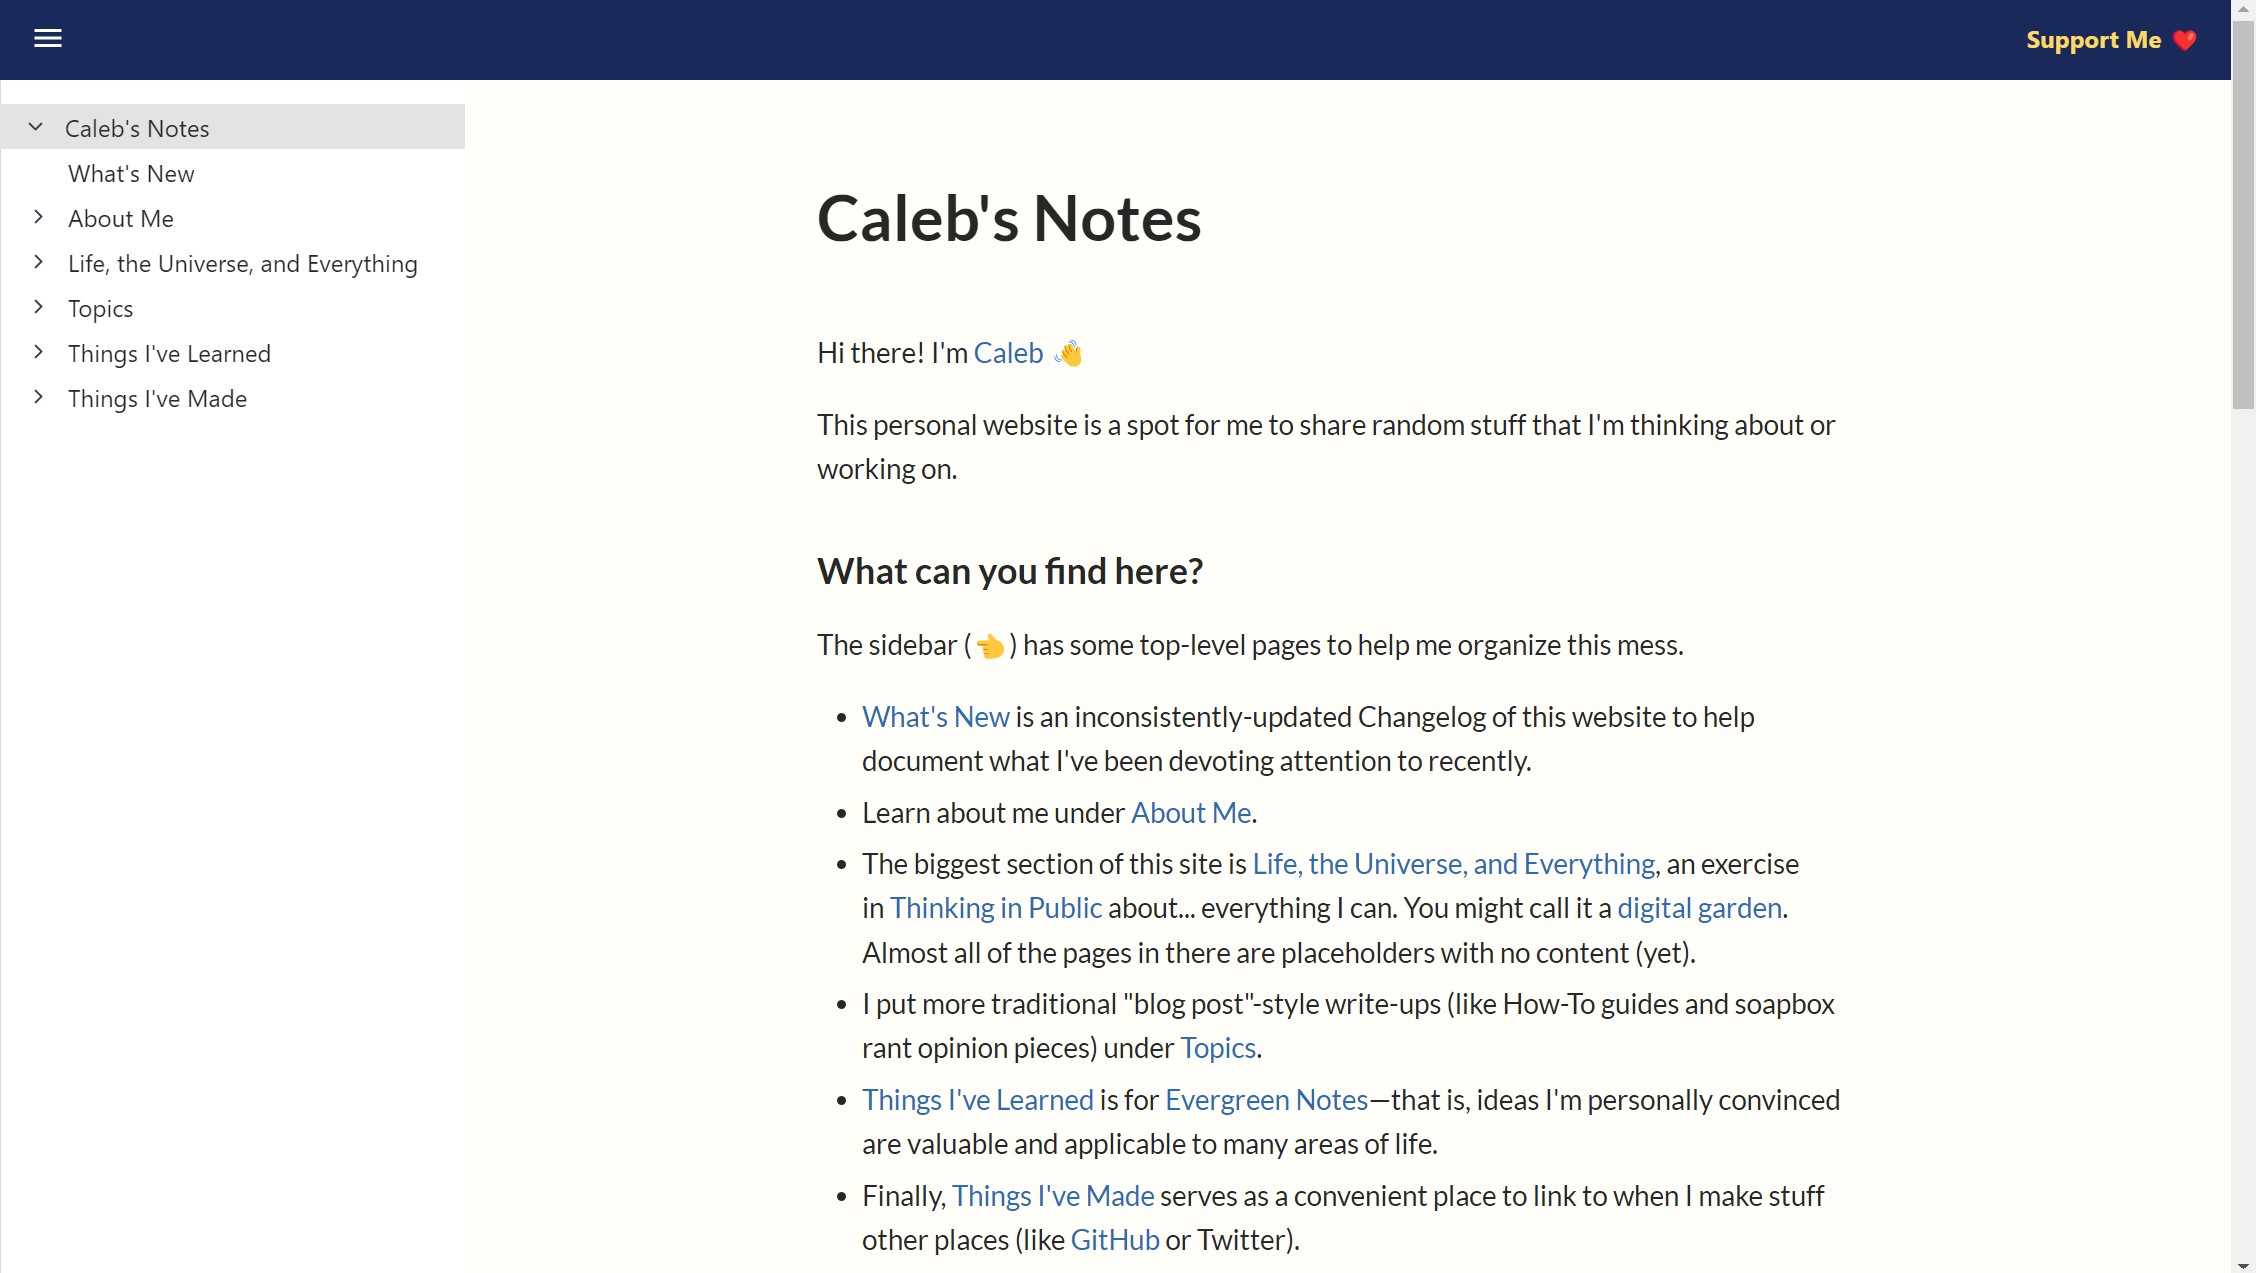 Support Me ❤️
Caleb's Notes
What's New
About Me
Life, the Universe, and Everything
Topics
Things I've Learned
Things I've Made
Caleb's Notes
Hi there! I'm Caleb 👋
This personal website is a spot for me to share random stuff that I'm thinking about or
working on.
What can you find here?
The sidebar (👈) has some top-level pages to help me organize this mess.
• What's New is an inconsistently-updated Changelog of this website to help
document what I've been devoting attention to recently.
• Learn about me under About Me.
• The biggest section of this site is Life, the Universe, and Everything, an exercise
in Thinking in Public about... everything I can. You might call it a digital garden.
Almost all of the pages in there are placeholders with no content (yet).
• I put more traditional "blog post"-style write-ups (like How-To guides and soapbox
rant opinion pieces) under Topics.
• Things I've Learned is for Evergreen Notes—that is, ideas I'm personally convinced
are valuable and applicable to many areas of life.
• Finally, Things I've Made serves as a convenient place to link to when I make stuff
other places (like GitHub or Twitter).